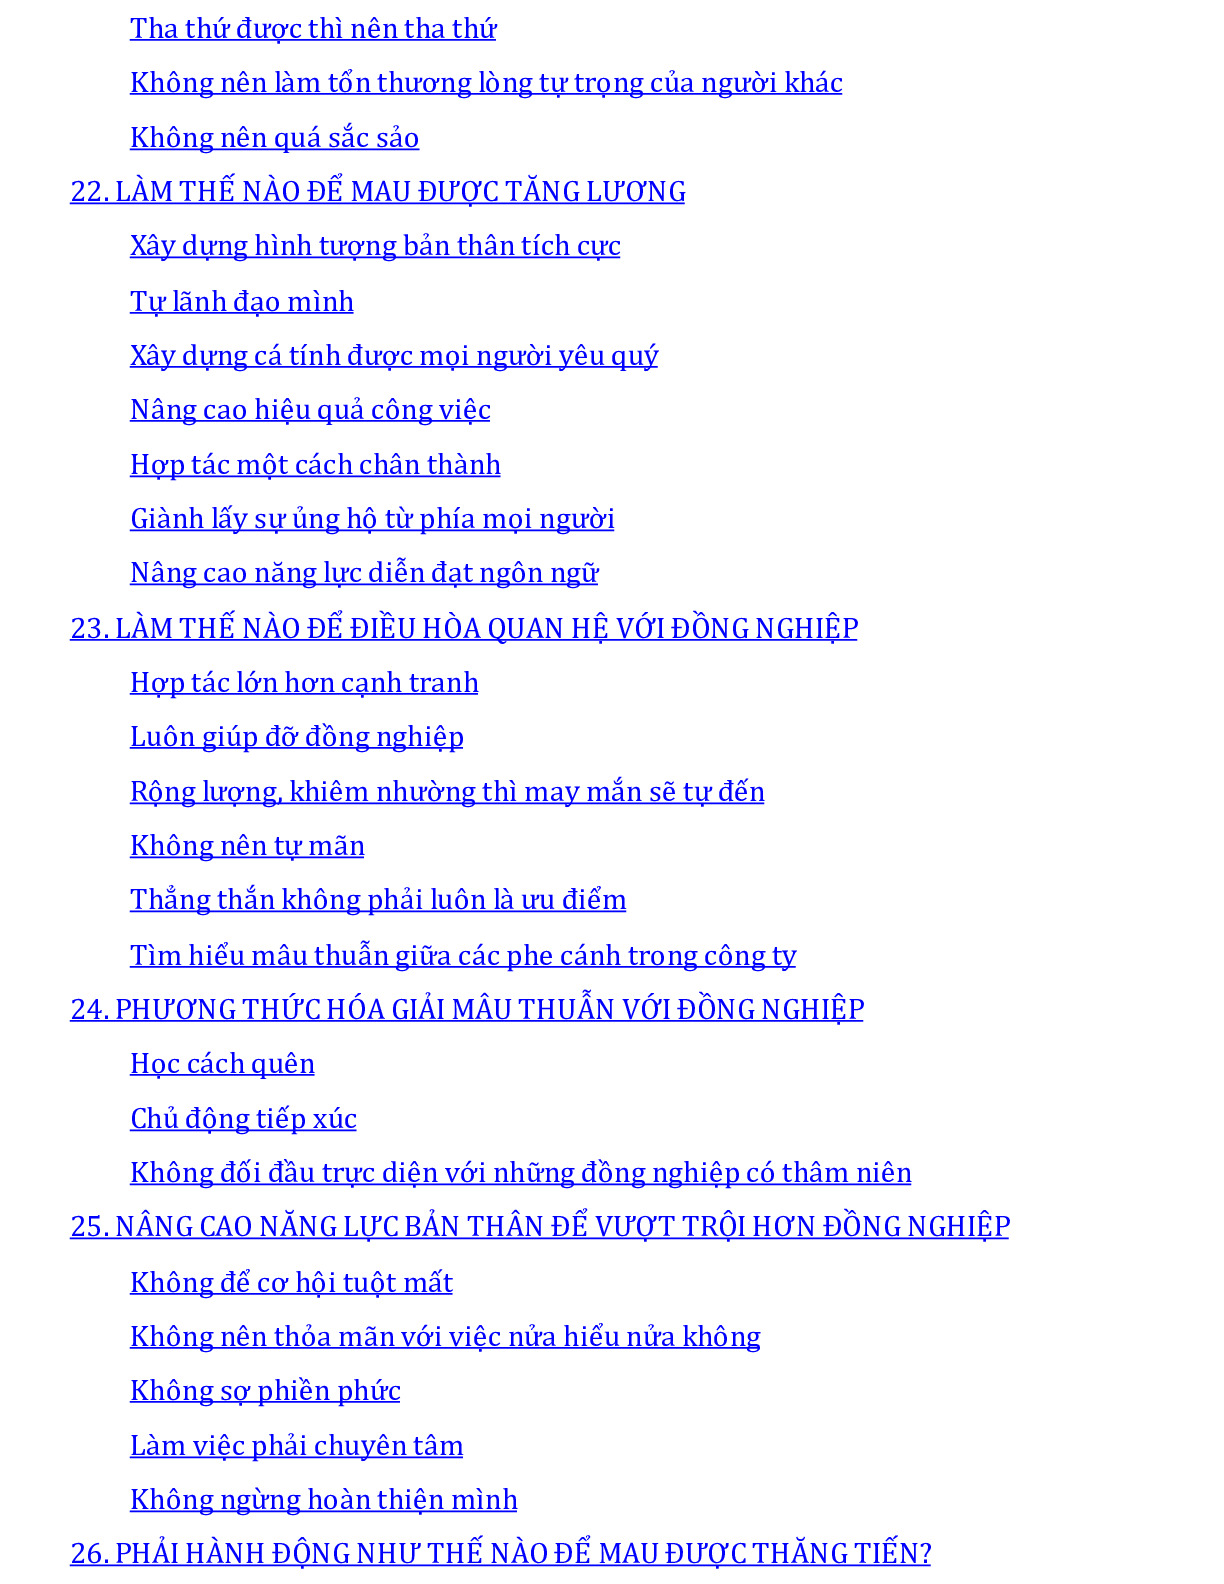 Tha thứ được thì nên tha thứ
Không nên làm tổn thương lòng tự trọng của người khác
Không nên quá sắc sảo
22. LÀM THẾ NÀO ĐỂ MAU ĐƯỢC TĂNG LƯƠNG
Xây dựng hình tượng bản thân tích cực
Tự lãnh đạo mình
Xây dựng cá tính được mọi người yêu quý
Nâng cao hiệu quả công việc
Hợp tác một cách chân thành
Giành lấy sự ủng hộ từ phía mọi người
Nâng cao năng lực diễn đạt ngôn ngữ
23. LÀM THẾ NÀO ĐỂ ĐIỀU HÒA QUAN HỆ VỚI ĐỒNG NGHIỆP
Hợp tác lớn hơn cạnh tranh
Luôn giúp đỡ đồng nghiệp
Rộng lượng, khiêm nhường thì may mắn sẽ tự đến
Không nên tự mãn
Thẳng thắn không phải luôn là ưu điểm
Tìm hiểu mâu thuẫn giữa các phe cánh trong công ty
24. PHƯƠNG THỨC HÓA GIẢI MÂU THUẪN VỚI ĐỒNG NGHIỆP
Học cách quên
Chủ động tiếp xúc
Không đối đầu trực diện với những đồng nghiệp có thâm niên
25. NÂNG CAO NĂNG LỰC BẢN THÂN ĐỂ VƯỢT TRỘI HƠN ĐỒNG NGHIỆP
Không để cơ hội tuột mất
Không nên thỏa mãn với việc nửa hiểu nửa không
Không sợ phiền phức
Làm việc phải chuyên tâm
Không ngừng hoàn thiện mình
26. PHẢI HÀNH ĐỘNG NHƯ THẾ NÀO ĐỂ MAU ĐƯỢC THĂNG TIẾN?